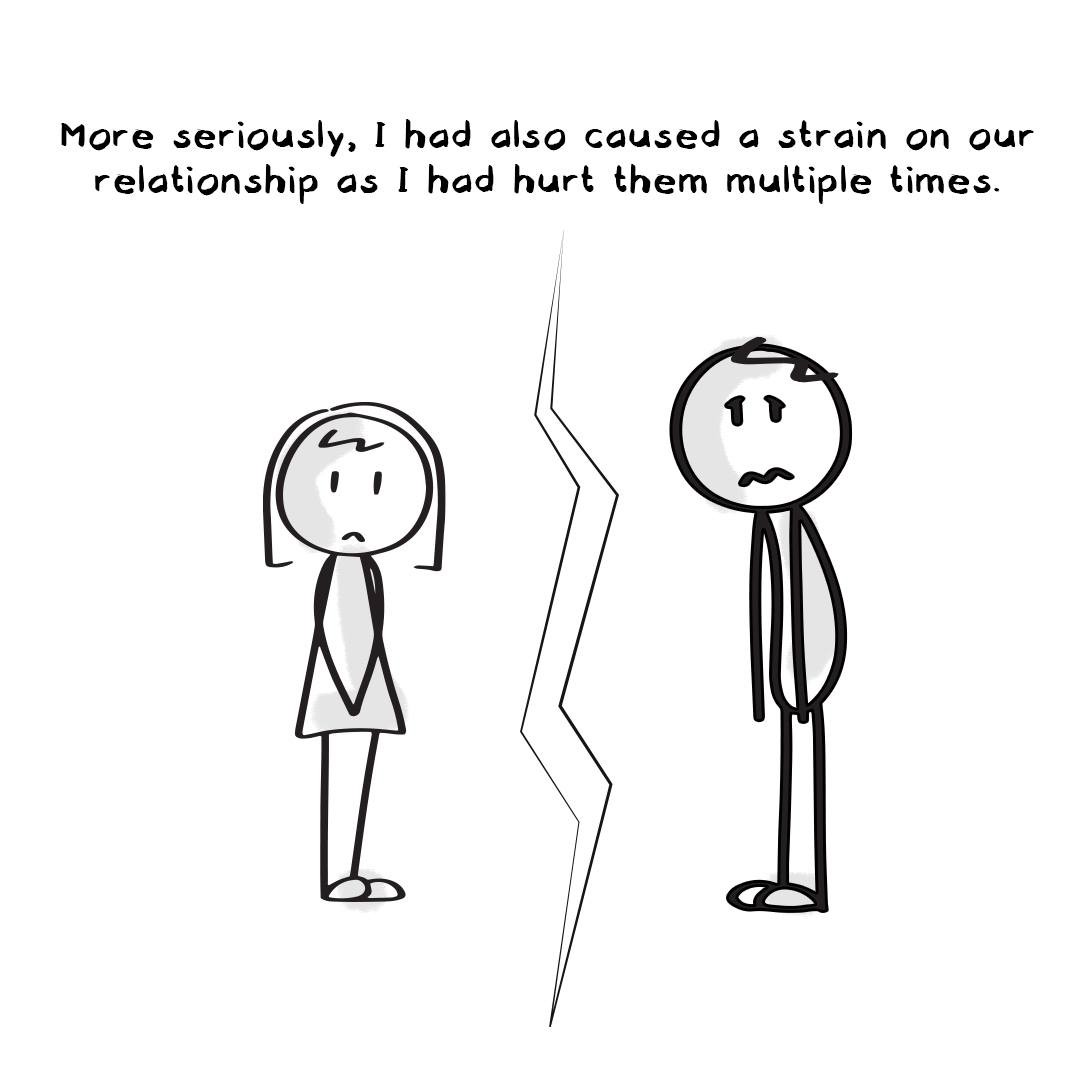 More seriously, I had also caused a strain on our
relationship as I had hurt them multiple times.